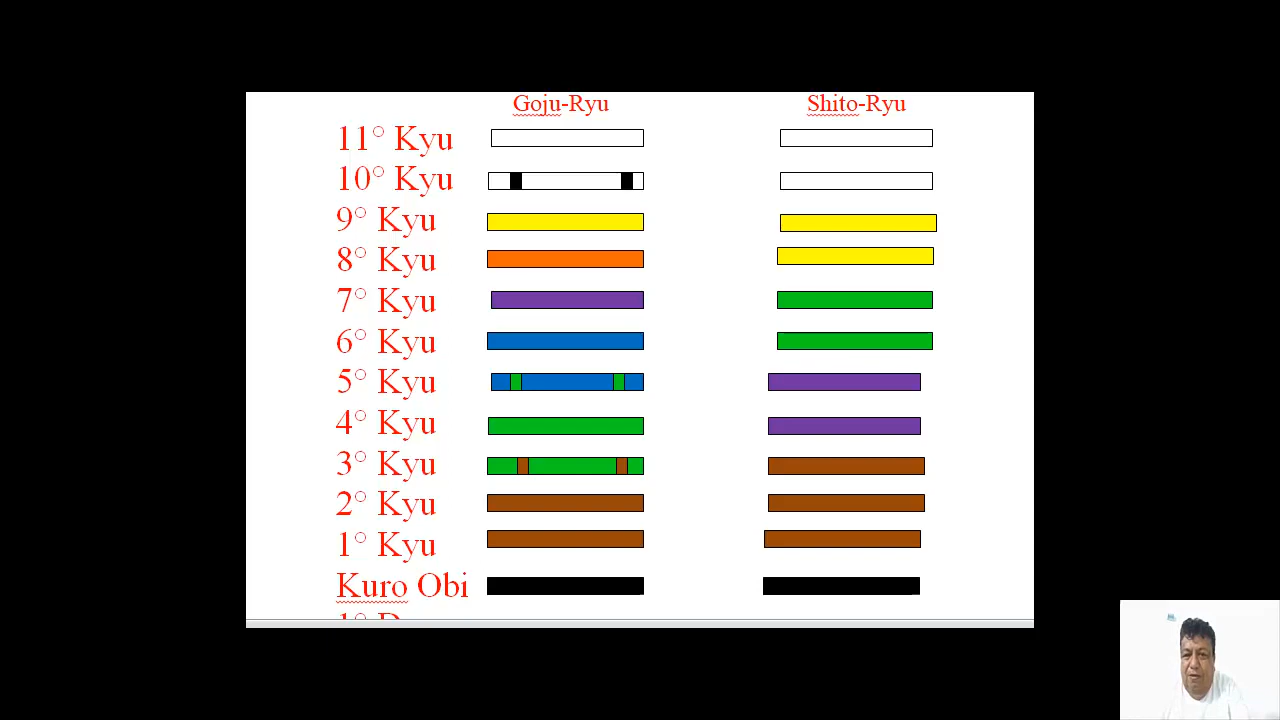 Goju-Ryu Shito-Ryu
11° Kyu
10° Kyu
9° Kyu
8° Kyu
7° Kyu
6° Kyu
5° Kyu
4° Kyu
3° Kyu
2° Kyu
1° Kyu
Kuro Obi